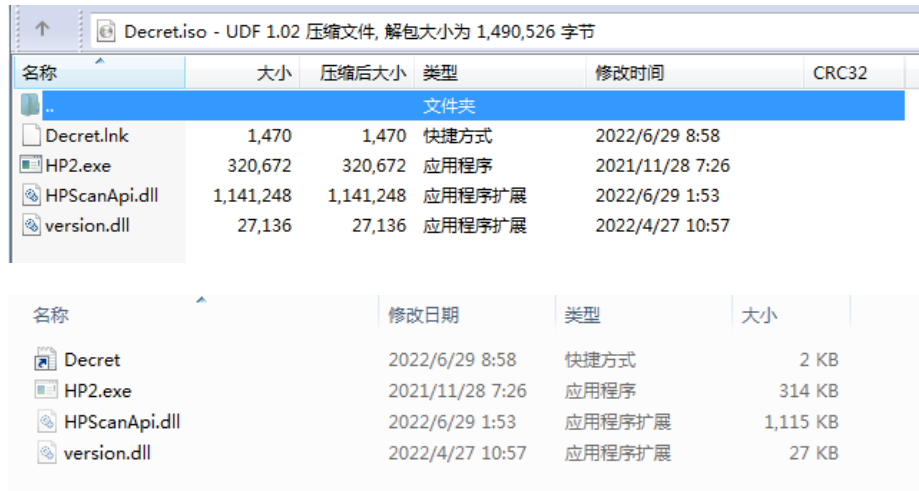 Decret.iso - UDF 1.02 压缩文件, 解包大小为 1,490,526 字节
名称 大小 压缩后大小 类型 修改时间 CRC32
.. 文件夹
Decret.lnk 1,470 1,470 快捷方式 2022/6/29 8:58
HP2.exe 320,672 320,672 应用程序 2021/11/28 7:26
HPScanApi.dll 1,141,248 1,141,248 应用程序扩展 2022/6/29 1:53
version.dll 27,136 27,136 应用程序扩展 2022/4/27 10:57
名称 修改日期 类型 大小
Decret 2022/6/29 8:58 快捷方式 2 KB
HP2.exe 2021/11/28 7:26 应用程序 314 KB
HPScanApi.dll 2022/6/29 1:53 应用程序扩展 1,115 KB
version.dll 2022/4/27 10:57 应用程序扩展 27 KB